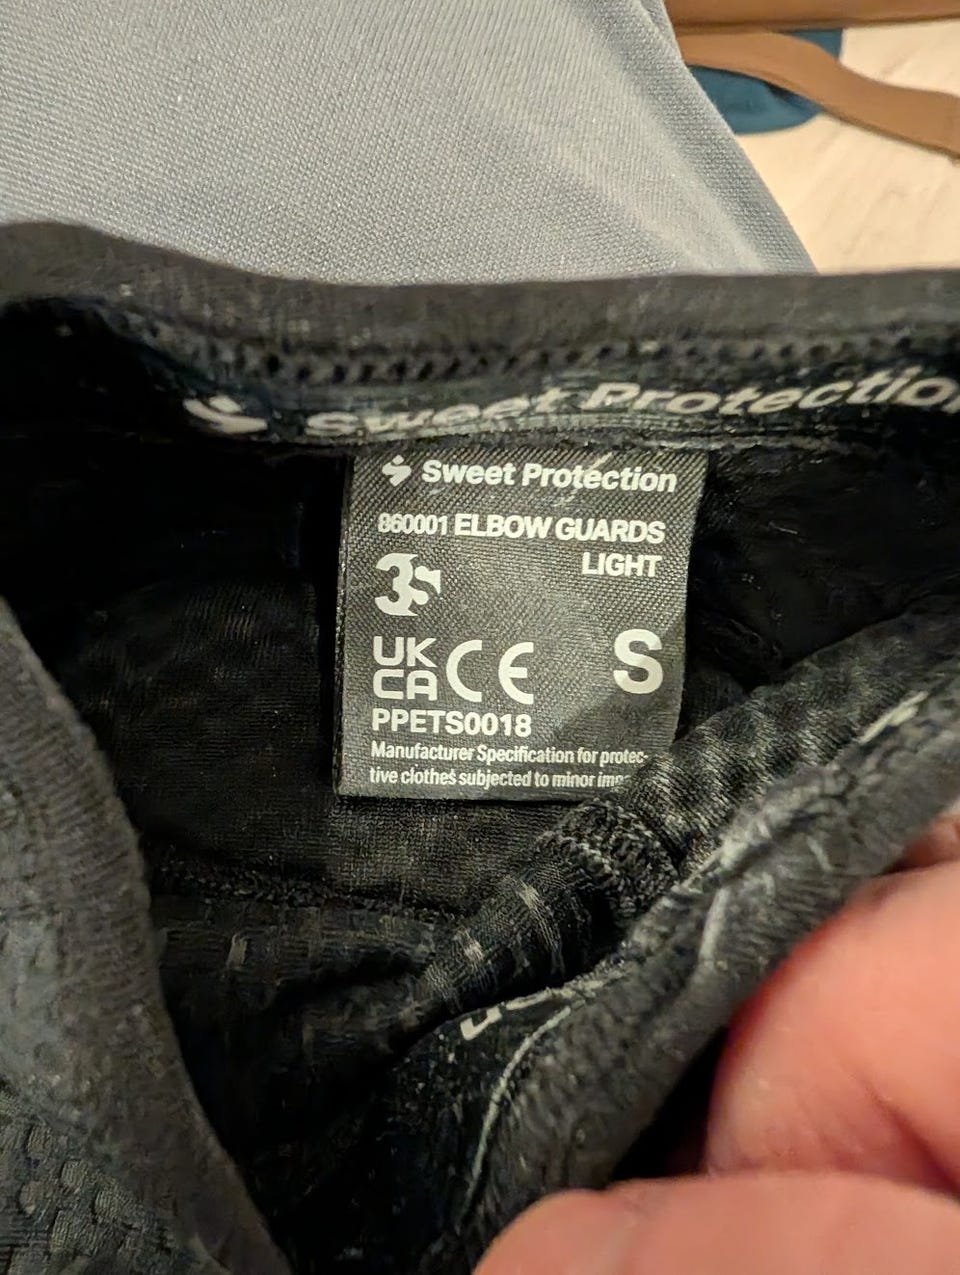 Sweet Protection
Sweet Protection
860001 ELBOW GUARDS
LIGHT
3S
UK
CA CE
S
PPETS0018
Manufacturer Specification for protec-
tive clothes subjected to minor